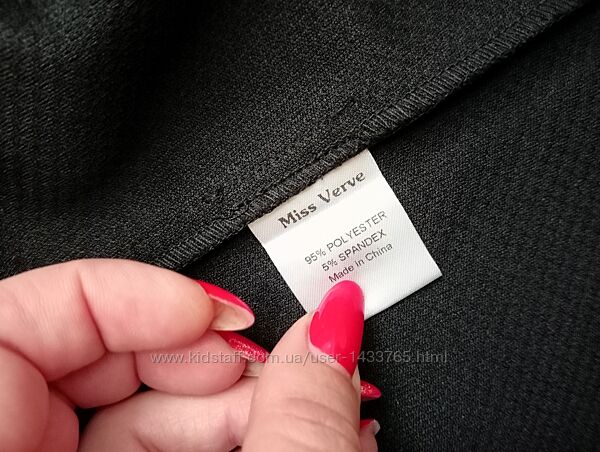 Miss Verve
95% POLYESTER
5% SPANDEX
Made in China
www.kidstaff.com.ua/user-1433765.html